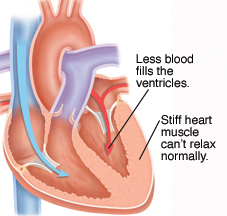 Less blood
fills the
ventricles.
Stiff heart
muscle
can't relax
normally.